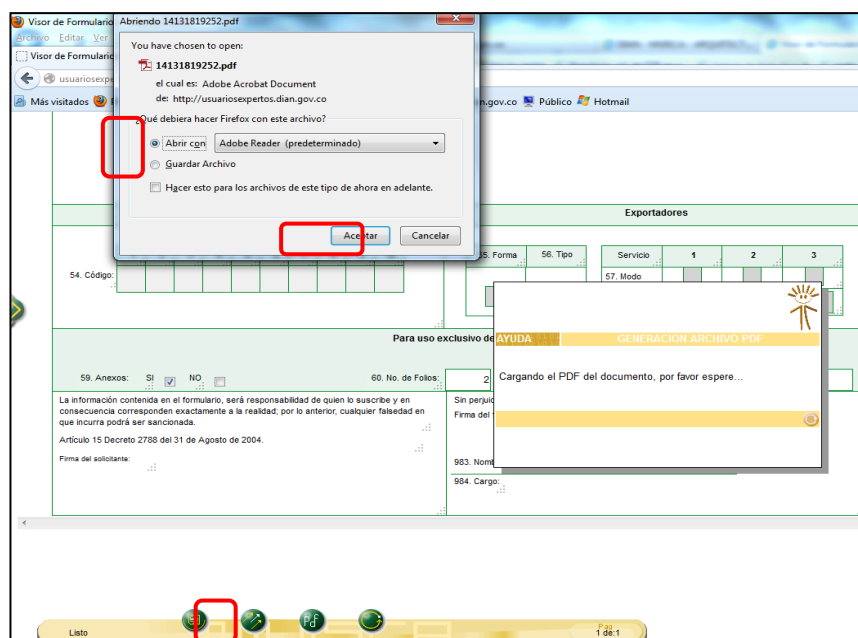 Visor de Formulario
Abriendo 14131819252.pdf
Archivo Editar Ver
Visor de Formulario
usuariosexpe
Más visitados
n.gov.co Público Hotmail
You have chosen to open:
14131819252.pdf
el cual es: Adobe Acrobat Document
de: http://usuariosexpertos.dian.gov.co
¿Qué debiera hacer Firefox con este archivo?
Abrir con Adobe Reader (predeterminado)
Guardar Archivo
Hacer esto para los archivos de este tipo de ahora en adelante.
Aceptar Cancelar
Exportadores
55. Forma 56. Tipo Servicio 1 2 3
54. Código:
57. Modo
Para uso exclusivo de
AYUDA GENERACION ARCHIVO PDF
Cargando el PDF del documento, por favor espere...
59. Anexos: SI NO 60. No. de Folios: 2
La información contenida en el formulario, será responsabilidad de quien lo suscribe y en
consecuencia corresponden exactamente a la realidad; por lo anterior, cualquier falsedad en
que incurra podrá ser sancionada.
Artículo 15 Decreto 2788 del 31 de Agosto de 2004.
Firma del solicitante:
Sin perjuic
Firma del
983. Nomb
984. Cargo:
Listo
Pdf
Pag
1 de:1